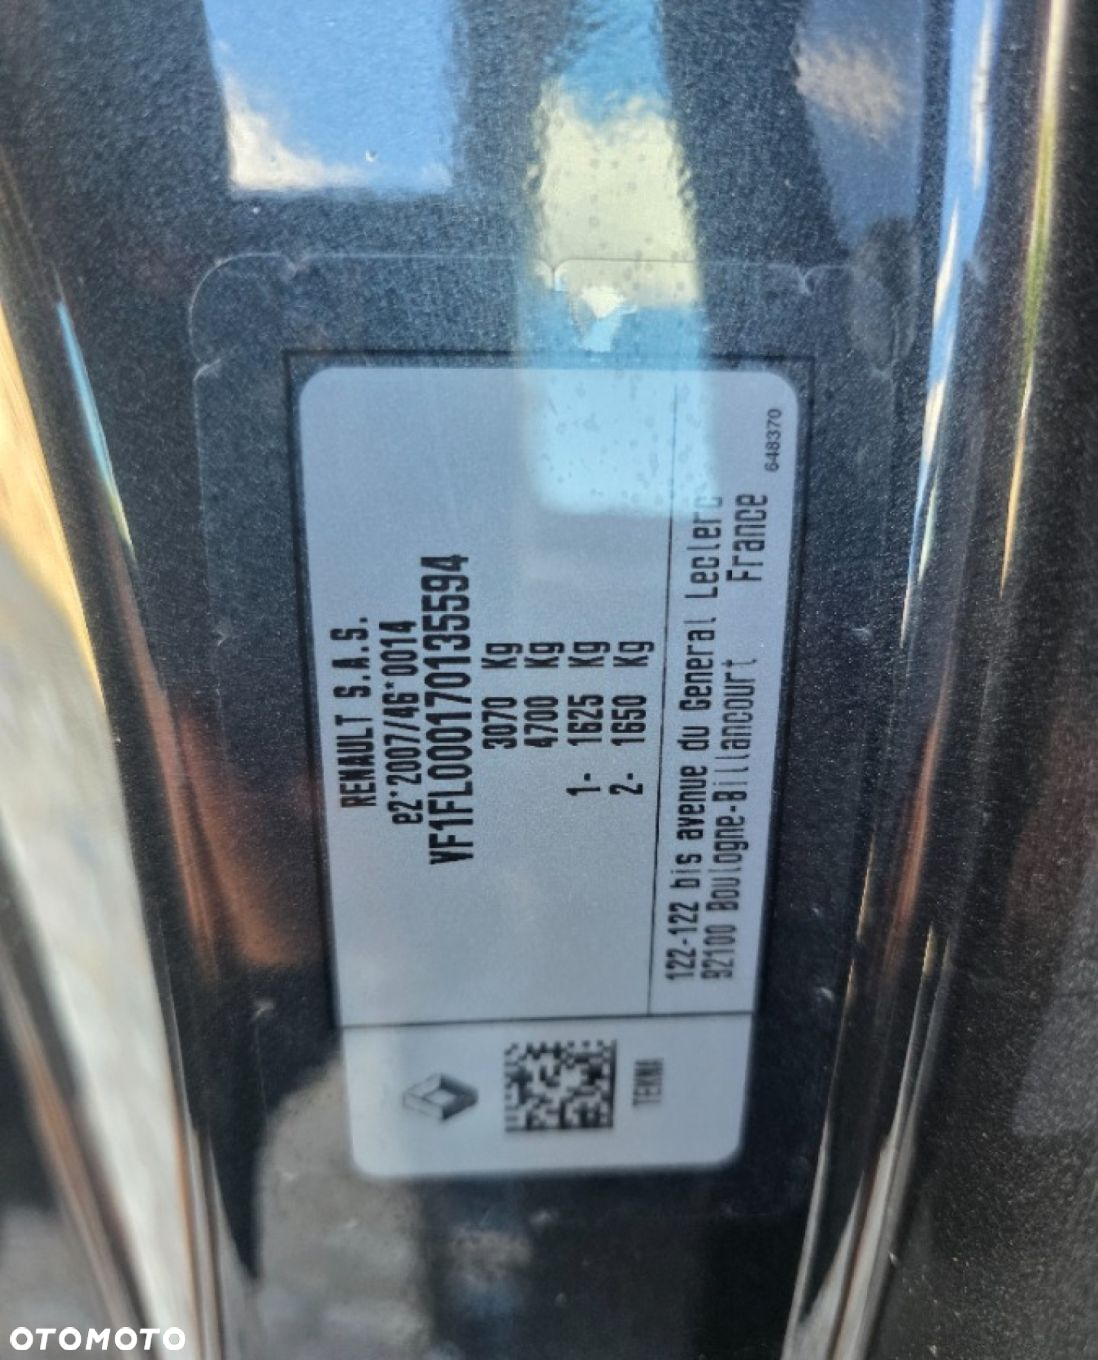 RENAULT S.A.S.
e2*2007/46*0014
VF1FL000170135594
3070 Kg
4700 Kg
1- 1625 Kg
2- 1650 Kg
122-122 bis avenue du General Leclerc
92100 Boulogne-Billancourt France
648370
TEKNA
OTOMOTO